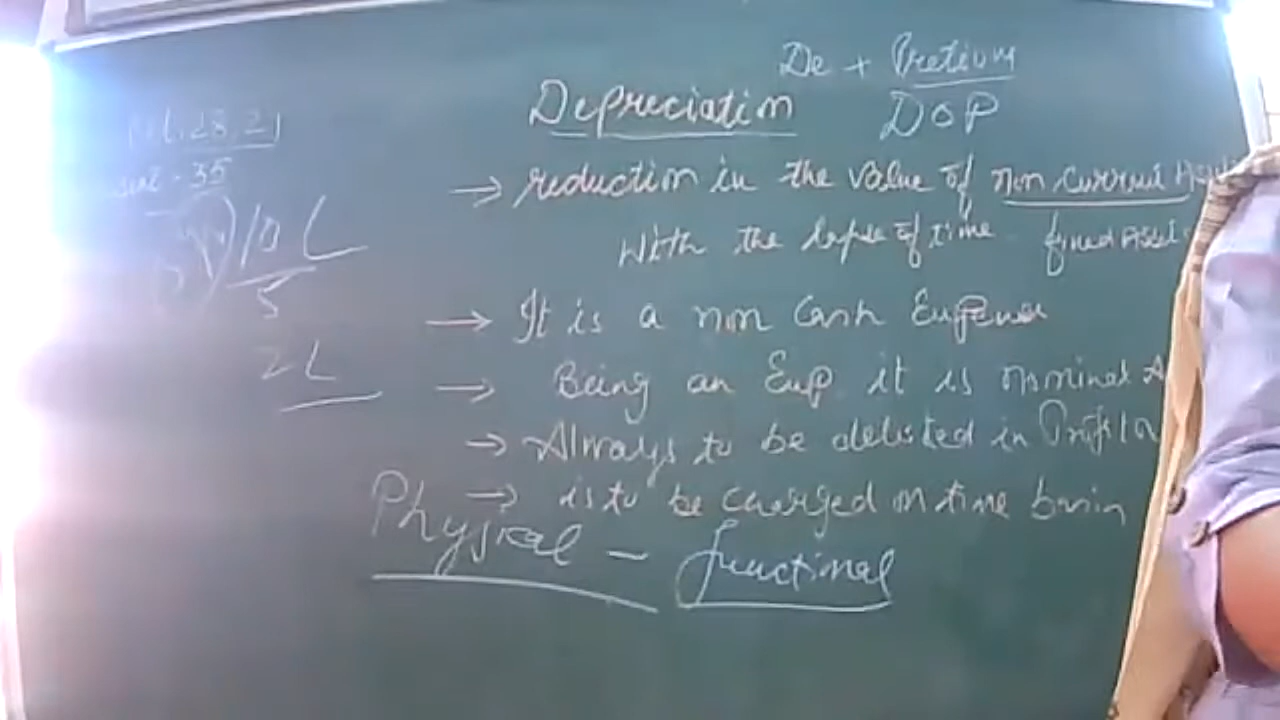 De + Pretium
Depreciation DOP
→ reduction in the value of non current
With the lapse of time fixed Asset
→ It is a non Cash Expense
→ Being an Exp it is nominal A
→ Always to be debited in Profit
→ is to be charged on time basis
Physical - functional
28, 21
35
10 L
5
2 L